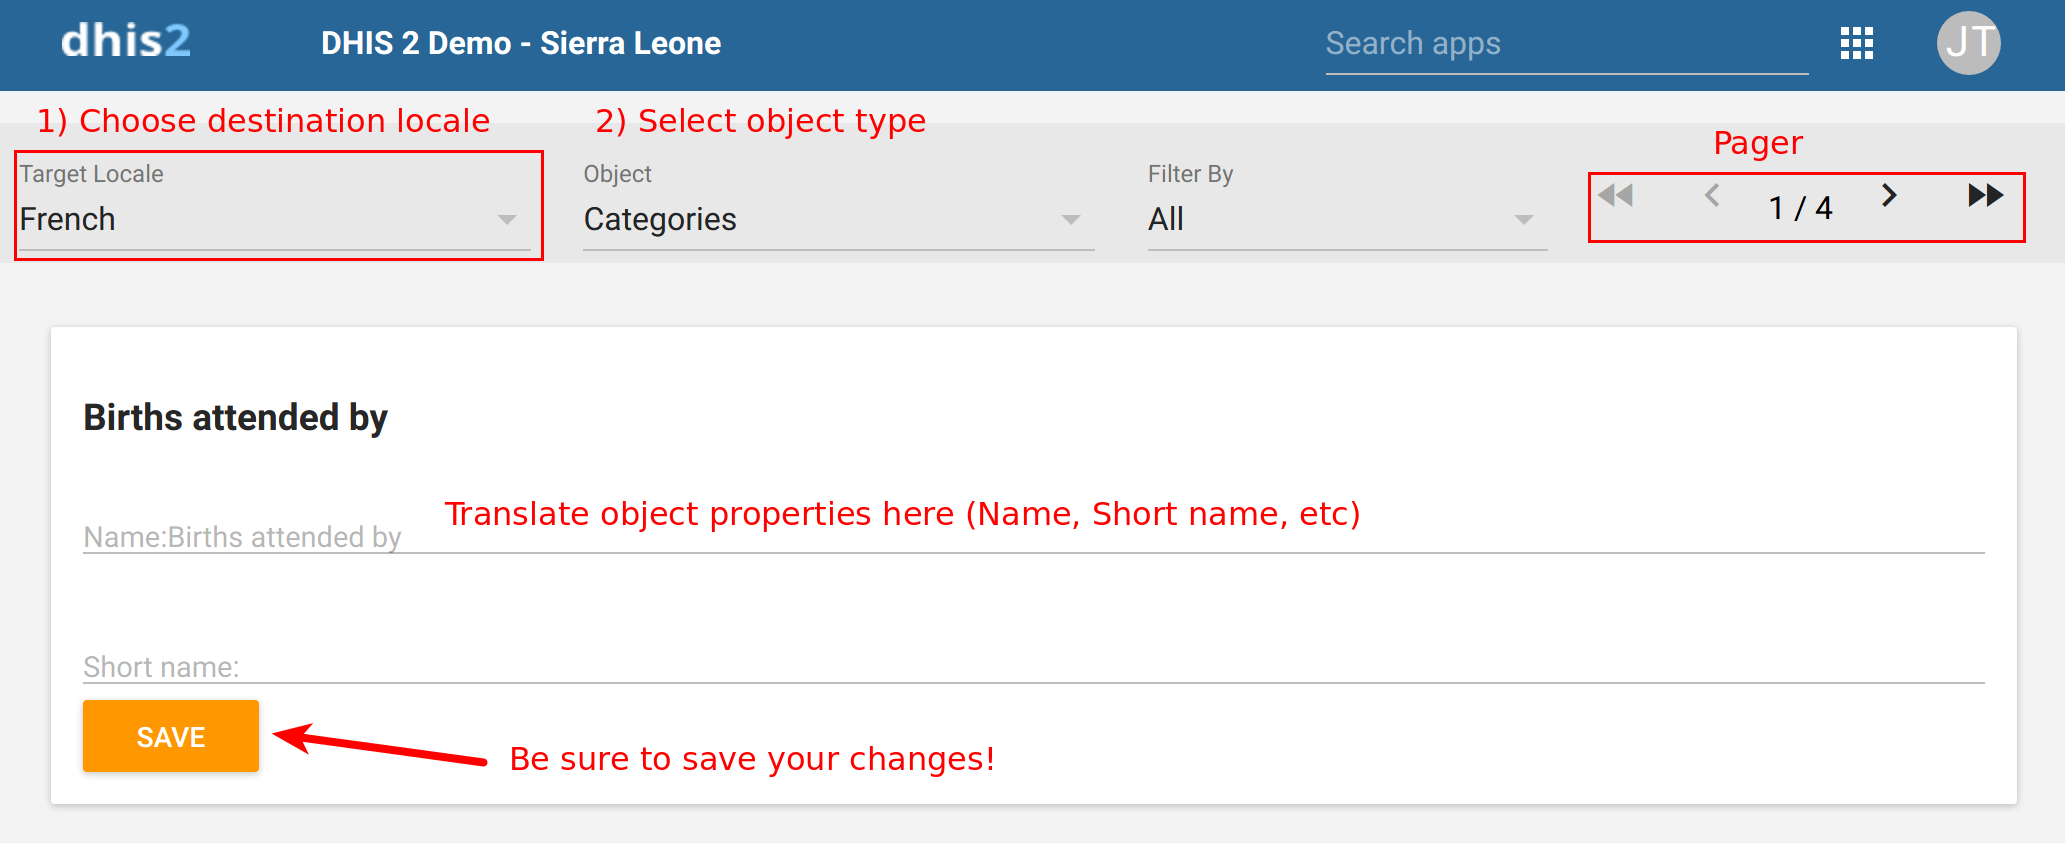 dhis2
DHIS 2 Demo - Sierra Leone
Search apps
JT
1) Choose destination locale
2) Select object type
Pager
Target Locale
Object
Filter By
French
Categories
All
1 / 4
Births attended by
Translate object properties here (Name, Short name, etc)
Name:Births attended by
Short name:
SAVE
Be sure to save your changes!